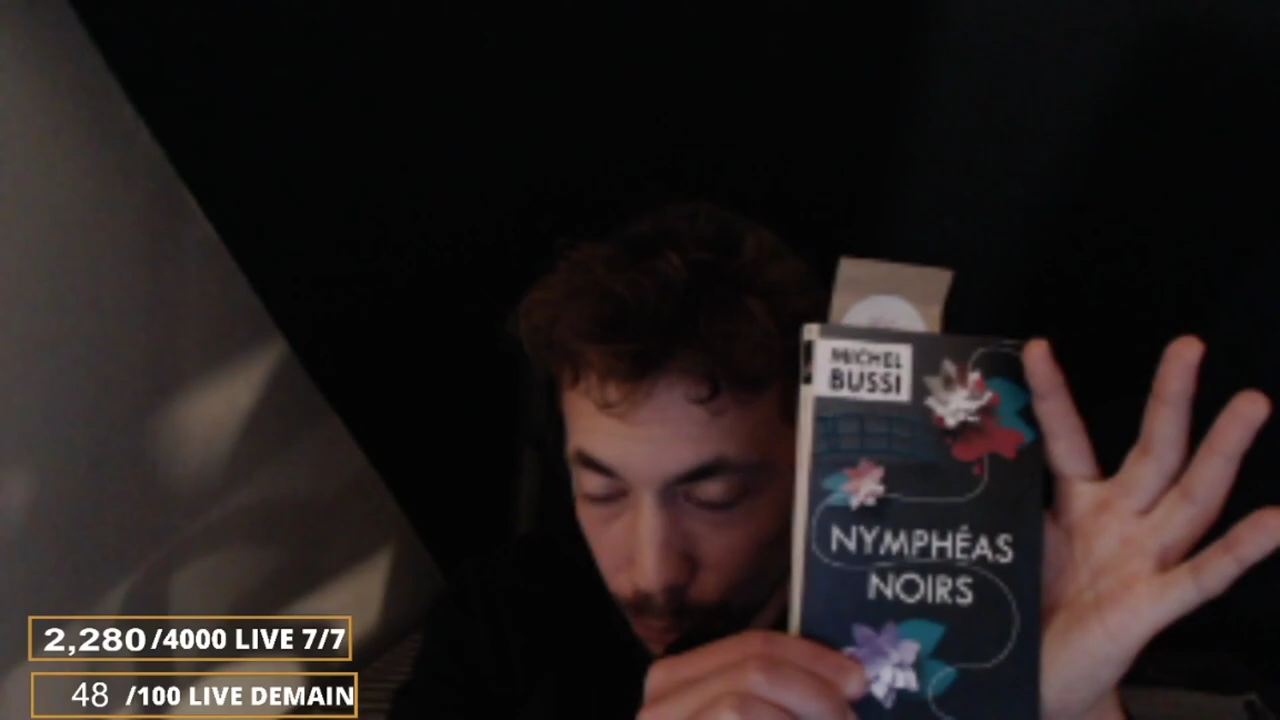 MICHEL
BUSSI
NYMPHÉAS
NOIRS
2,280/4000 LIVE 7/7
48 /100 LIVE DEMAIN